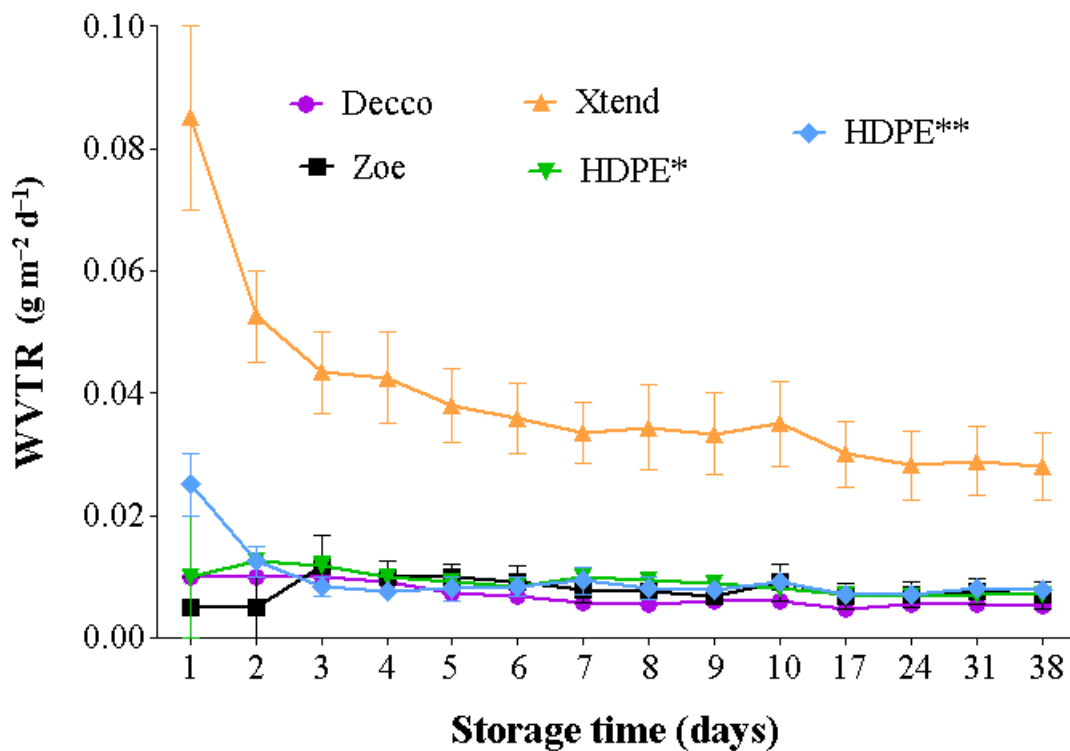 0.10
0.08
0.06
0.04
0.02
0.00
WVTR (g m⁻² d⁻¹)
Decco
Xtend
HDPE**
Zoe
HDPE*
1 2 3 4 5 6 7 8 9 10 17 24 31 38
Storage time (days)